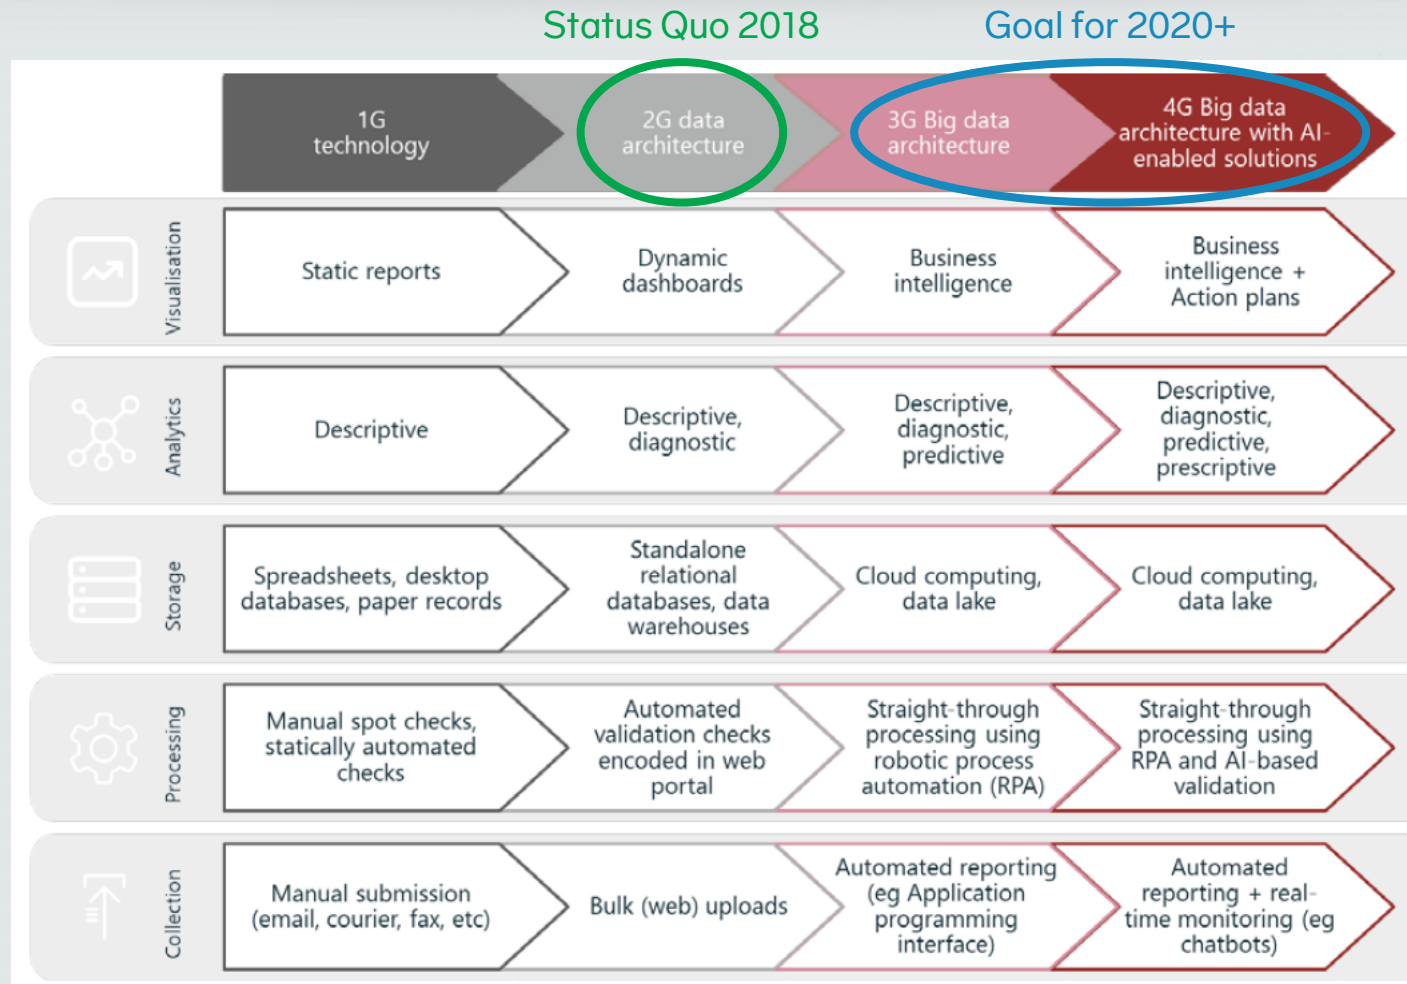 Status Quo 2018
Goal for 2020+
1G
technology
2G data
architecture
3G Big data
architecture
4G Big data
architecture with AI-
enabled solutions
Visualisation
Static reports
Dynamic
dashboards
Business
intelligence
Business
intelligence +
Action plans
Analytics
Descriptive
Descriptive,
diagnostic
Descriptive,
diagnostic,
predictive
Descriptive,
diagnostic,
predictive,
prescriptive
Storage
Spreadsheets, desktop
databases, paper records
Standalone
relational
databases, data
warehouses
Cloud computing,
data lake
Cloud computing,
data lake
Processing
Manual spot checks,
statically automated
checks
Automated
validation checks
encoded in web
portal
Straight-through
processing using
robotic process
automation (RPA)
Straight-through
processing using
RPA and AI-based
validation
Collection
Manual submission
(email, courier, fax, etc)
Bulk (web) uploads
Automated reporting
(eg Application
programming
interface)
Automated
reporting + real-
time monitoring (eg
chatbots)